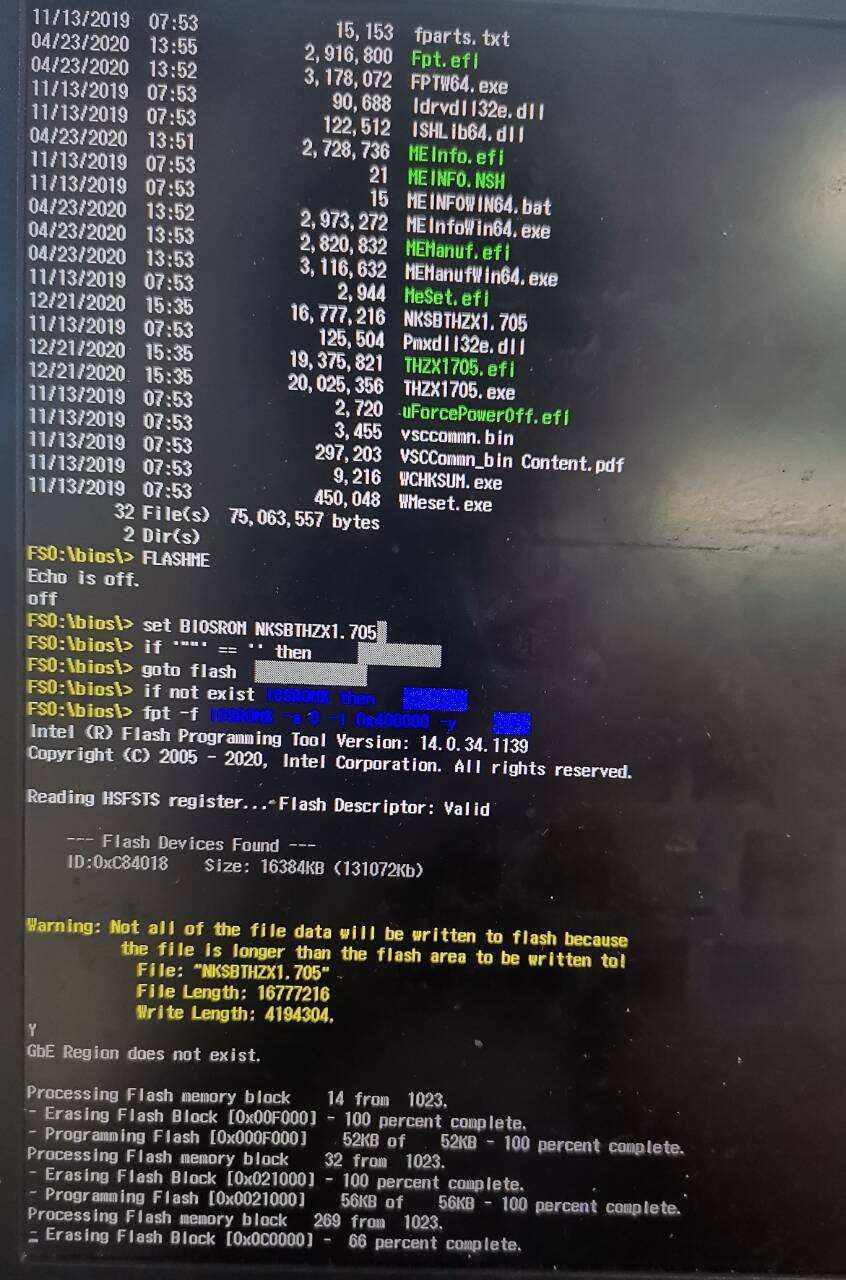 11/13/2019 07:53 15,153 fparts.txt
04/23/2020 13:55 2,916,800 Fpt.efi
04/23/2020 13:52 3,178,072 FPTW64.exe
11/13/2019 07:53 90,688 Idrvdll32e.dll
11/13/2019 07:53 122,512 ISHLib64.dll
04/23/2020 13:51 2,728,736 MEInfo.efi
11/13/2019 07:53 21 MEINFO.NSH
11/13/2019 07:53 15 MEINFOWIN64.bat
04/23/2020 13:52 2,973,272 MEInfoWin64.exe
04/23/2020 13:53 2,820,832 MEManuf.efi
04/23/2020 13:53 3,116,632 MEManufWin64.exe
11/13/2019 07:53 2,944 MeSet.efi
12/21/2020 15:35 16,777,216 NKSBTHZX1.705
11/13/2019 07:53 125,504 Pmxdll32e.dll
12/21/2020 15:35 19,375,821 THZX1705.efi
12/21/2020 15:35 20,025,356 THZX1705.exe
11/13/2019 07:53 2,720 uForcePowerOff.efi
11/13/2019 07:53 3,455 vsccommn.bin
11/13/2019 07:53 297,203 VSCCommn_bin Content.pdf
11/13/2019 07:53 9,216 WCHKSUM.exe
11/13/2019 07:53 450,048 WMeset.exe
32 File(s) 75,063,557 bytes
2 Dir(s)
FS0:\bios\> FLASHME
Echo is off.
off
FS0:\bios\> set BIOSROM NKSBTHZX1.705
FS0:\bios\> if '""' == '' then
FS0:\bios\> goto flash
FS0:\bios\> if not exist IOSROMX then
FS0:\bios\> fpt -f IOSROMX -a 0 -l 0x400000 -y
Intel (R) Flash Programming Tool Version: 14.0.34.1139
Copyright (C) 2005 - 2020, Intel Corporation. All rights reserved.
Reading HSFSTS register... Flash Descriptor: Valid
--- Flash Devices Found ---
ID:0xC84018 Size: 16384KB (131072Kb)
Warning: Not all of the file data will be written to flash because
the file is longer than the flash area to be written to!
File: "NKSBTHZX1.705"
File Length: 16777216
Write Length: 4194304.
Y
GbE Region does not exist.
Processing Flash memory block 14 from 1023.
- Erasing Flash Block [0x00F000] - 100 percent complete.
- Programming Flash [0x000F000] 52KB of 52KB - 100 percent complete.
Processing Flash memory block 32 from 1023.
- Erasing Flash Block [0x021000] - 100 percent complete.
- Programming Flash [0x0021000] 56KB of 56KB - 100 percent complete.
Processing Flash memory block 269 from 1023.
- Erasing Flash Block [0x0C0000] - 66 percent complete.